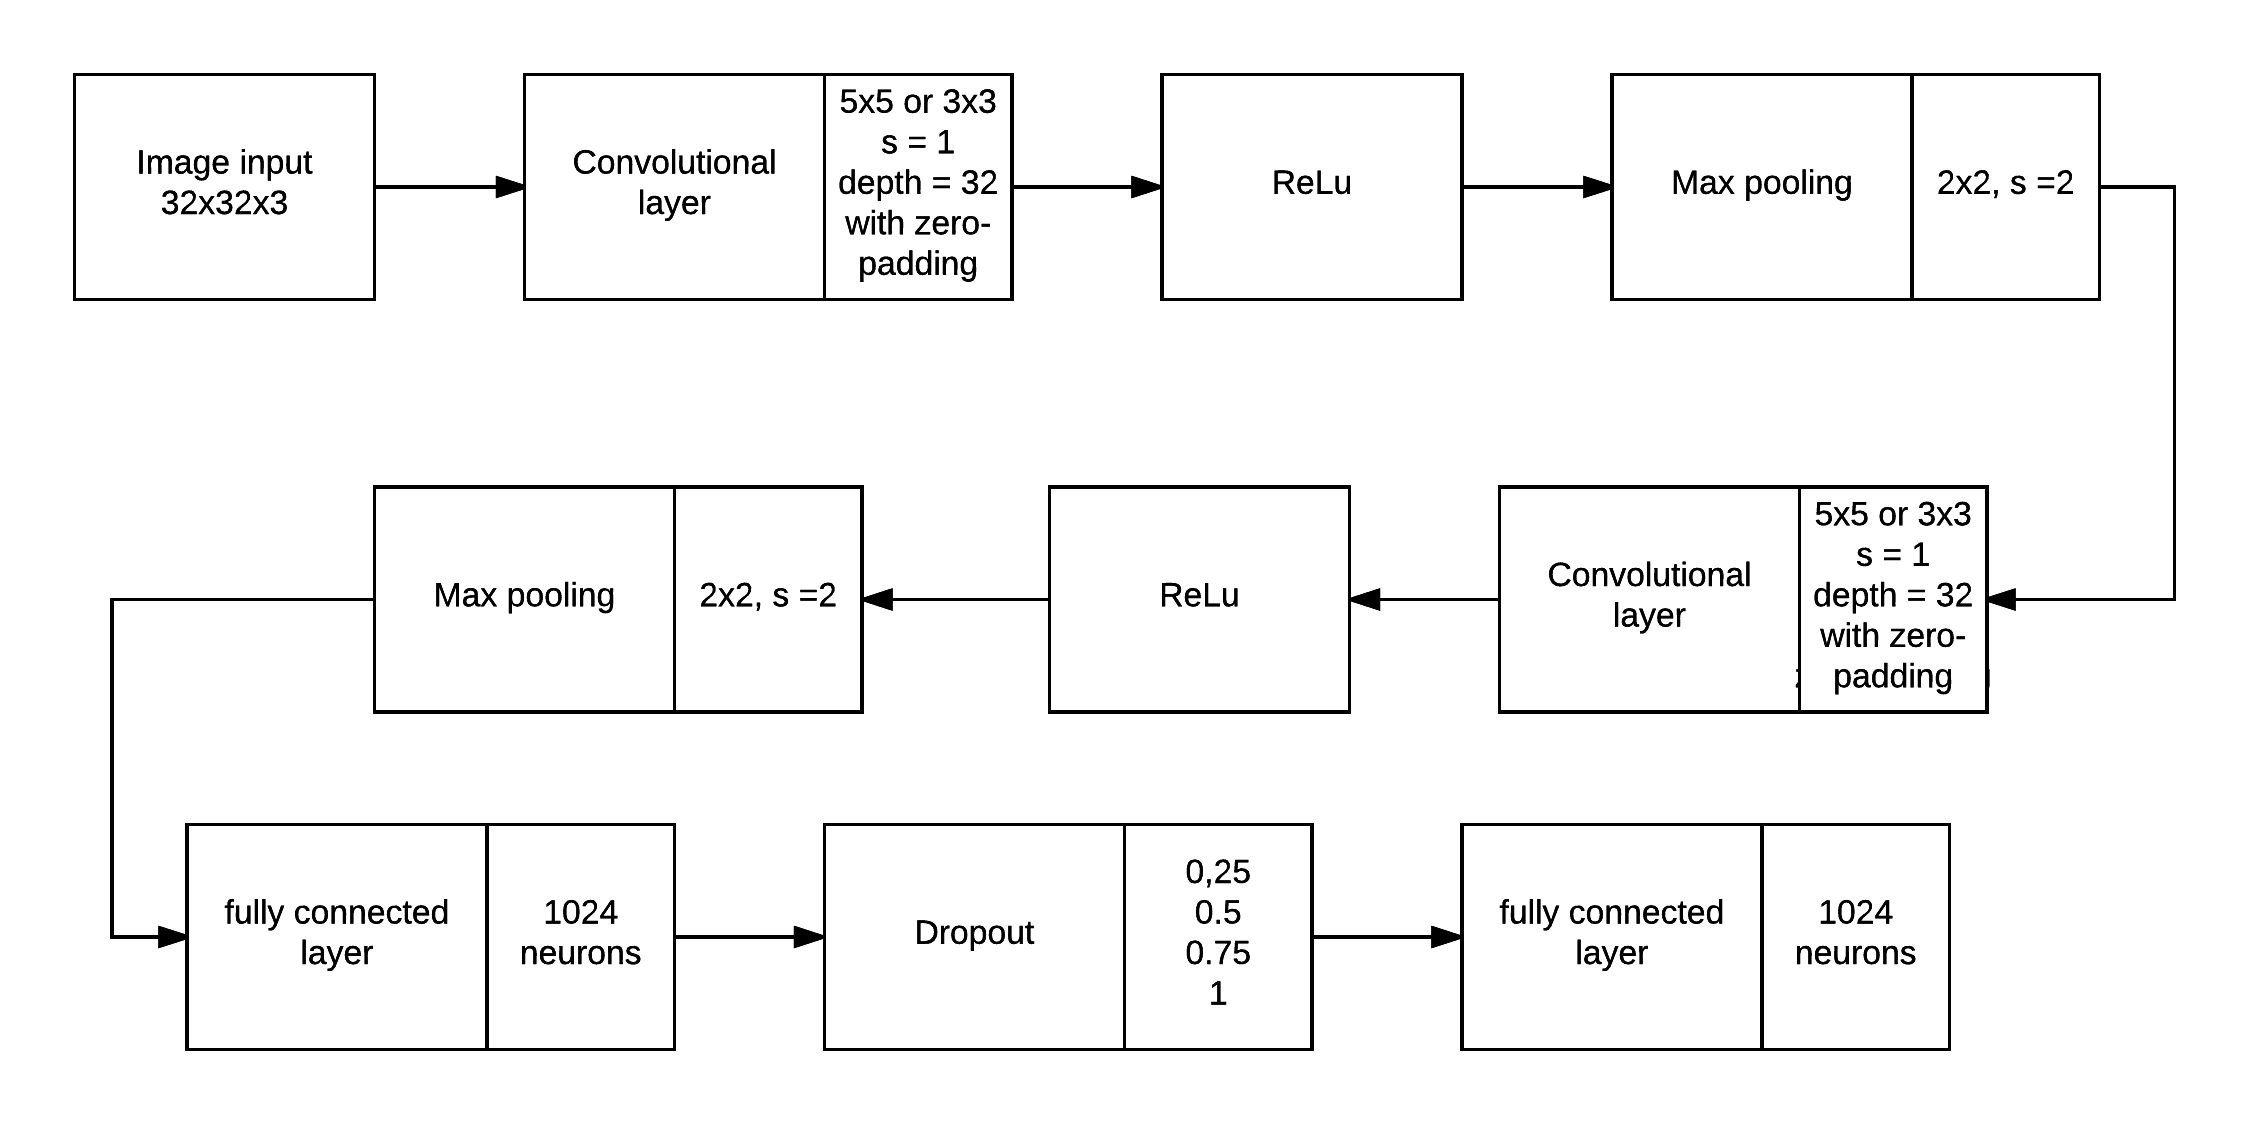 Image input
32x32x3
Convolutional
layer
5x5 or 3x3
s = 1
depth = 32
with zero-
padding
ReLu
Max pooling
2x2, s =2
Convolutional
layer
5x5 or 3x3
s = 1
depth = 32
with zero-
padding
ReLu
Max pooling
2x2, s =2
fully connected
layer
1024
neurons
Dropout
0,25
0.5
0.75
1
fully connected
layer
1024
neurons